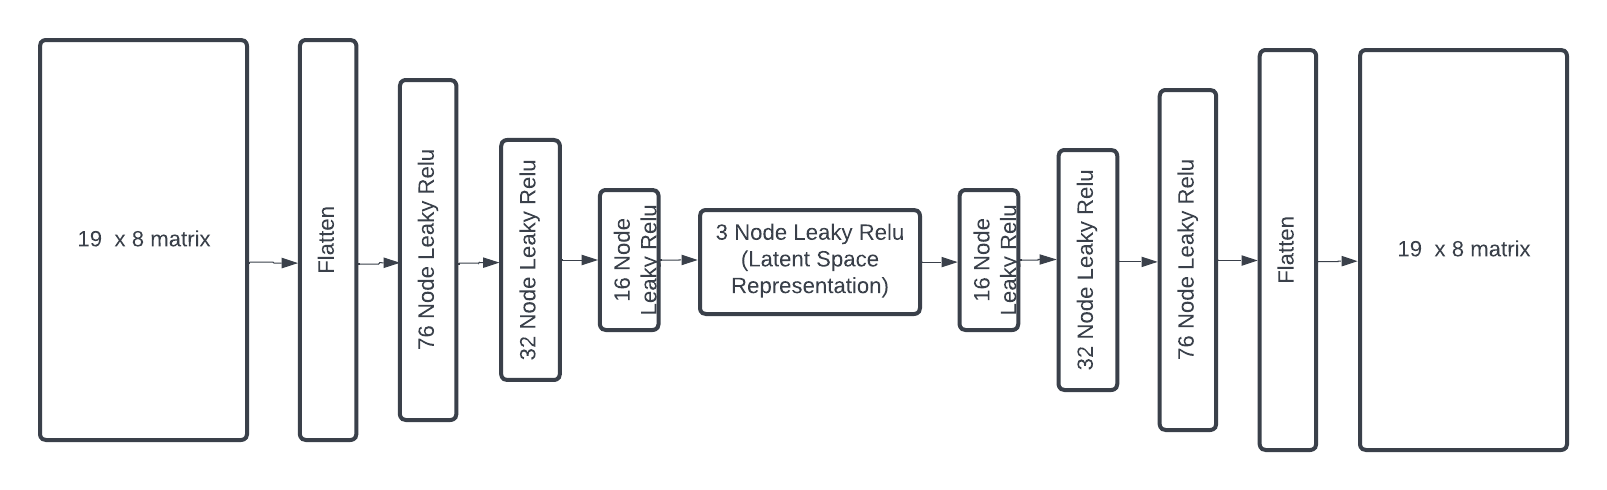 19 x 8 matrix
Flatten
76 Node Leaky Relu
32 Node Leaky Relu
16 Node
Leaky Relu
3 Node Leaky Relu
(Latent Space
Representation)
16 Node
Leaky Relu
32 Node Leaky Relu
76 Node Leaky Relu
Flatten
19 x 8 matrix